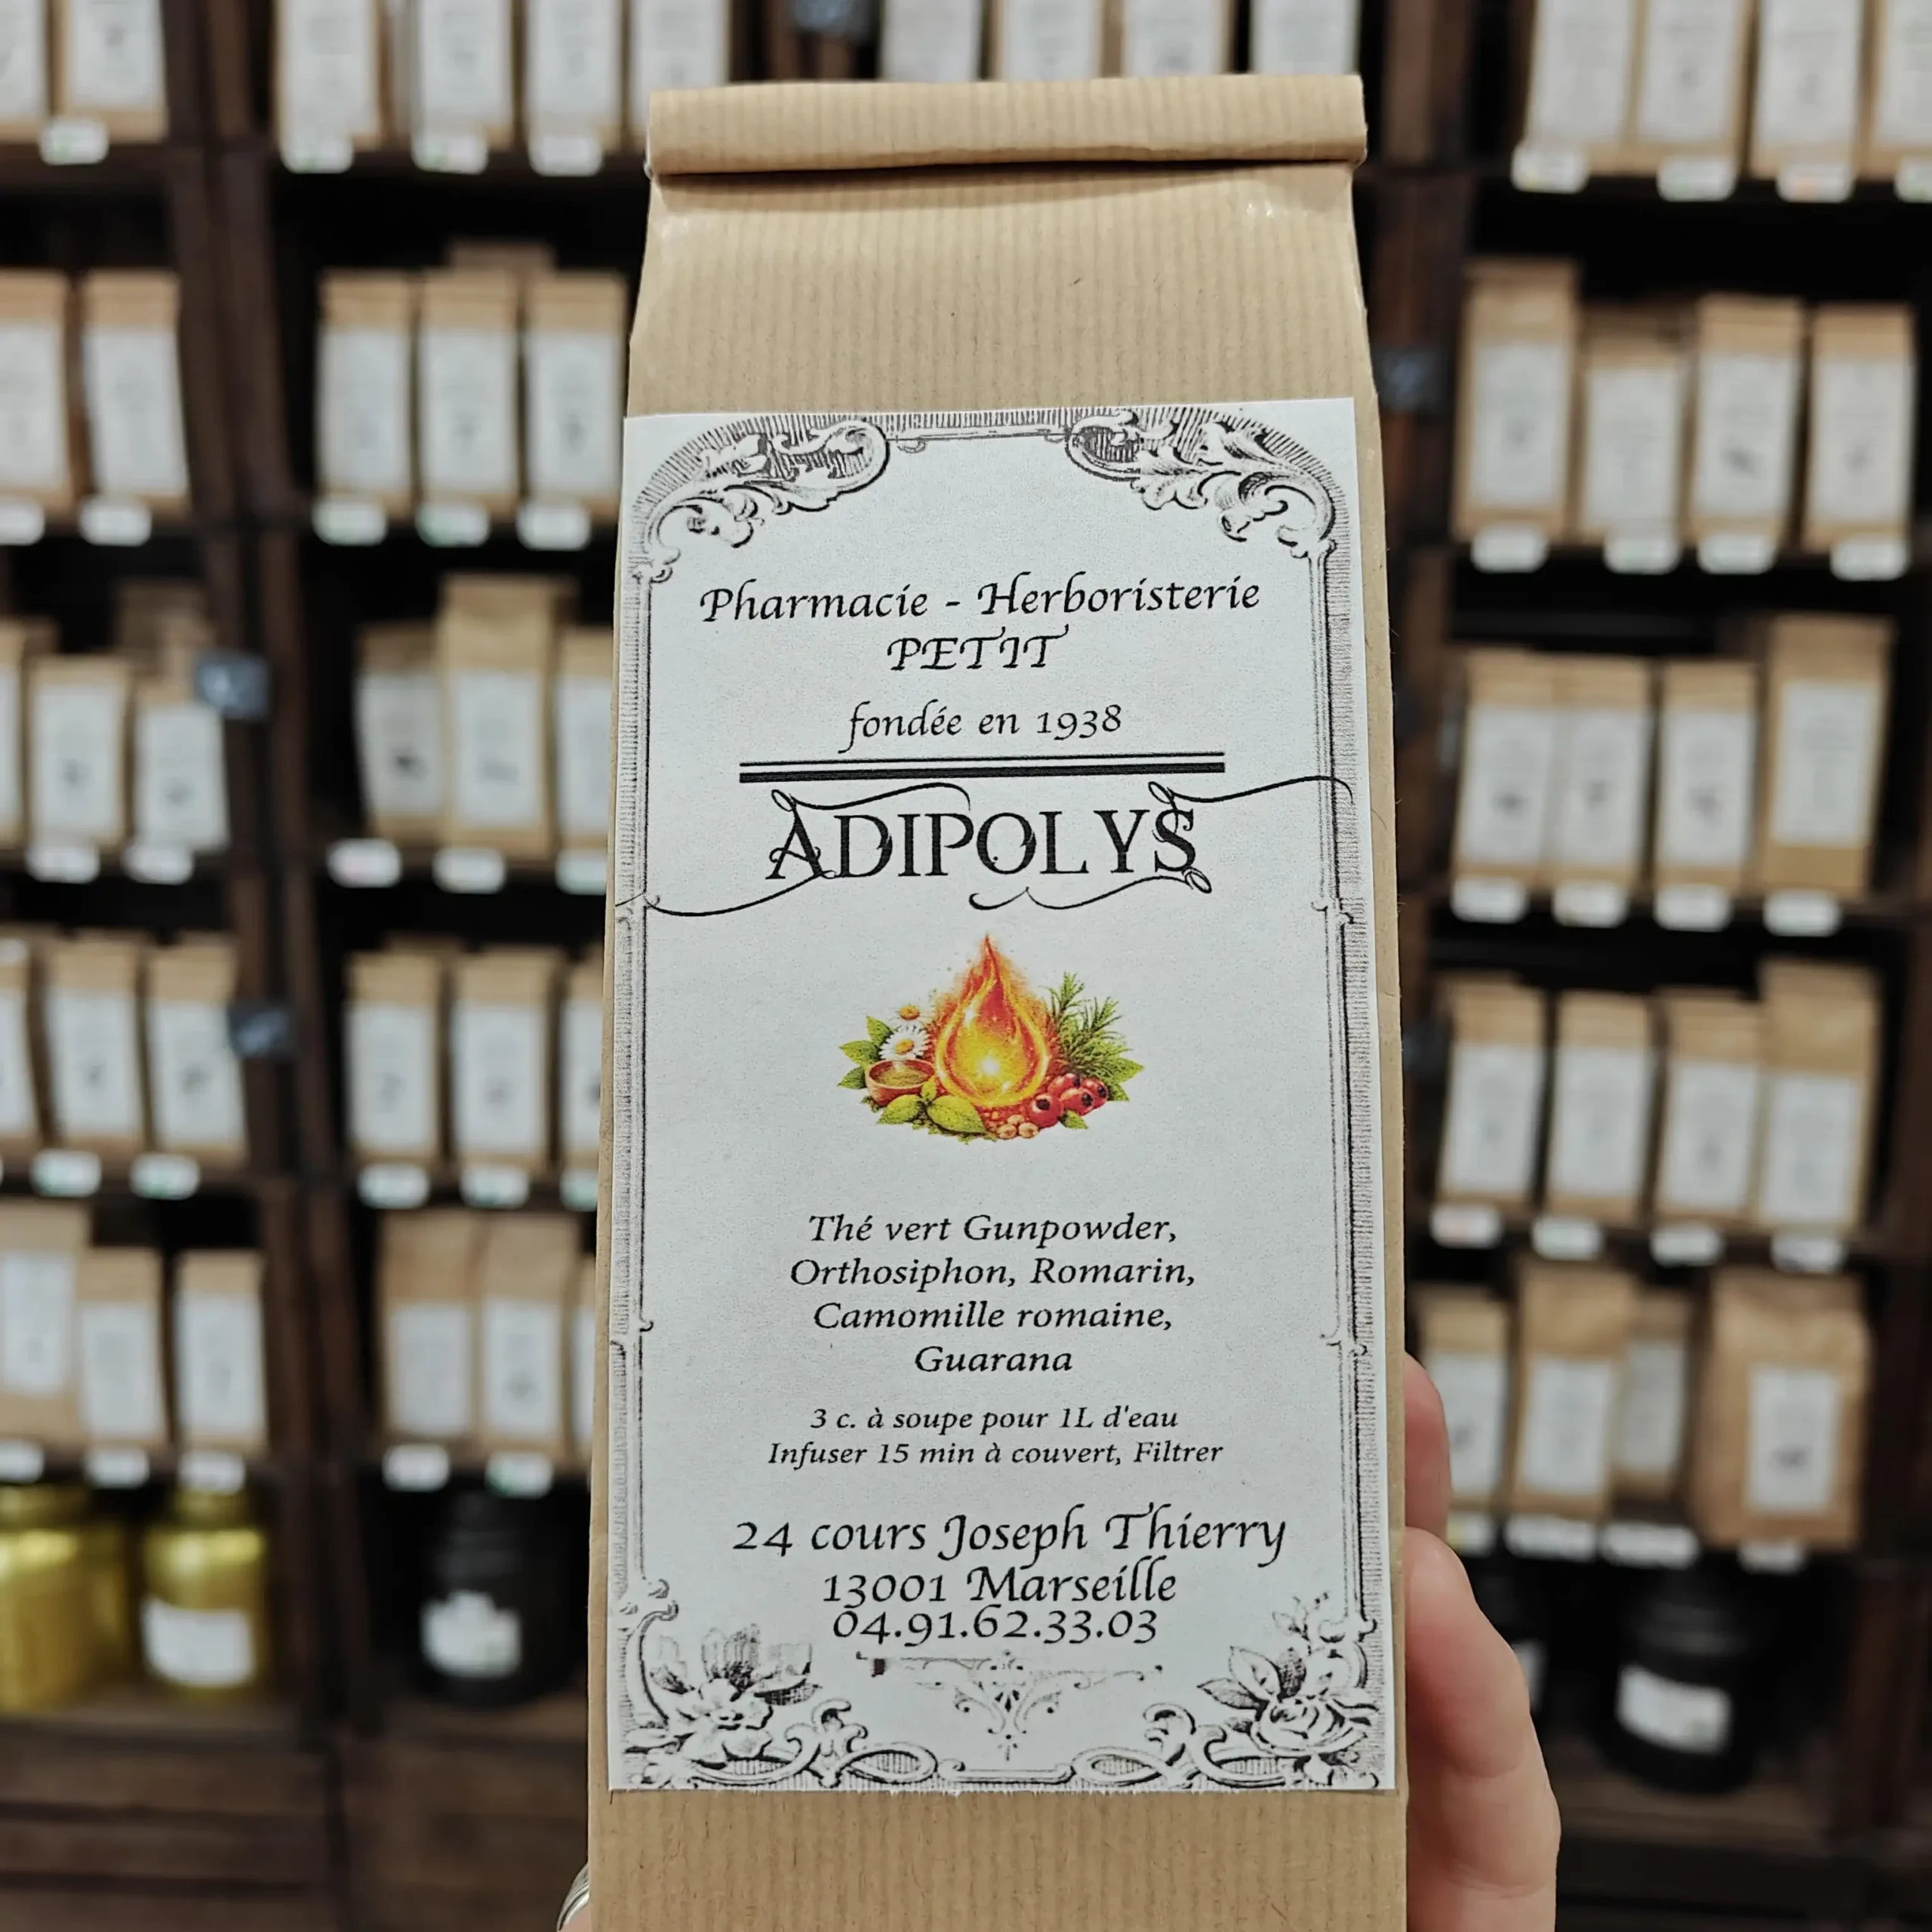 Pharmacie - Herboristerie
PETIT
fondée en 1938
ADIPOLYS
Thé vert Gunpowder,
Orthosiphon, Romarin,
Camomille romaine,
Guarana
3 c. à soupe pour 1L d'eau
Infuser 15 min à couvert, Filtrer
24 cours Joseph Thierry
13001 Marseille
04.91.62.33.03